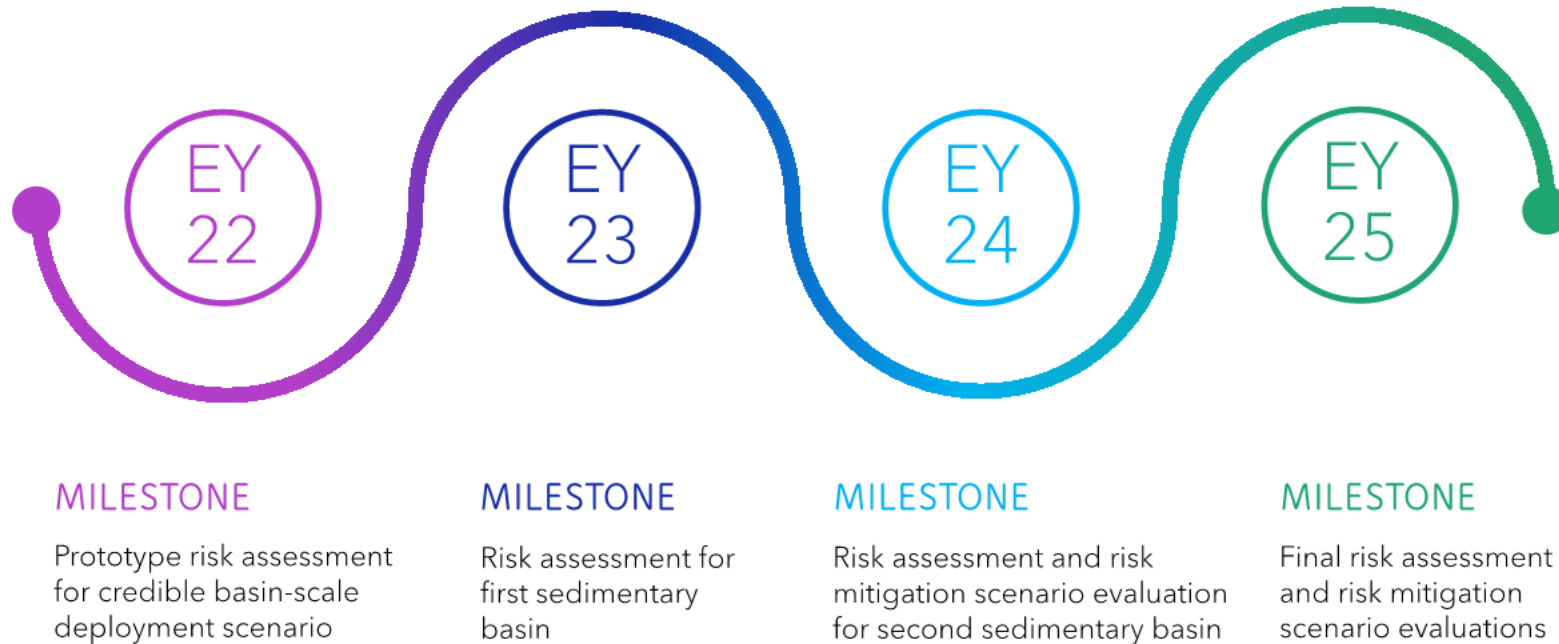 EY
22
EY
23
EY
24
EY
25
MILESTONE
Prototype risk assessment
for credible basin-scale
deployment scenario
MILESTONE
Risk assessment for
first sedimentary
basin
MILESTONE
Risk assessment and risk
mitigation scenario evaluation
for second sedimentary basin
MILESTONE
Final risk assessment
and risk mitigation
scenario evaluations